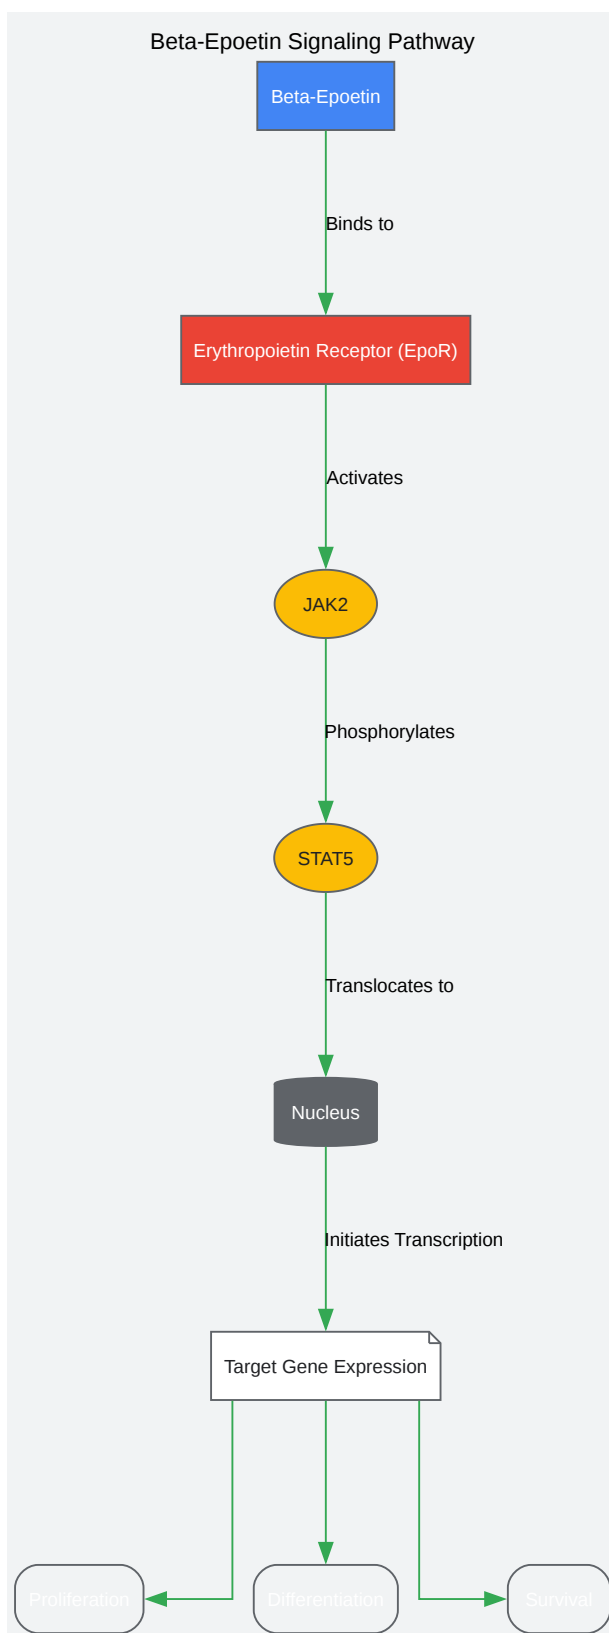 Beta-Epoetin Signaling Pathway
Beta-Epoetin
Binds to
Erythropoietin Receptor (EpoR)
Activates
JAK2
Phosphorylates
STAT5
Translocates to
Nucleus
Initiates Transcription
Target Gene Expression
Proliferation
Differentiation
Survival